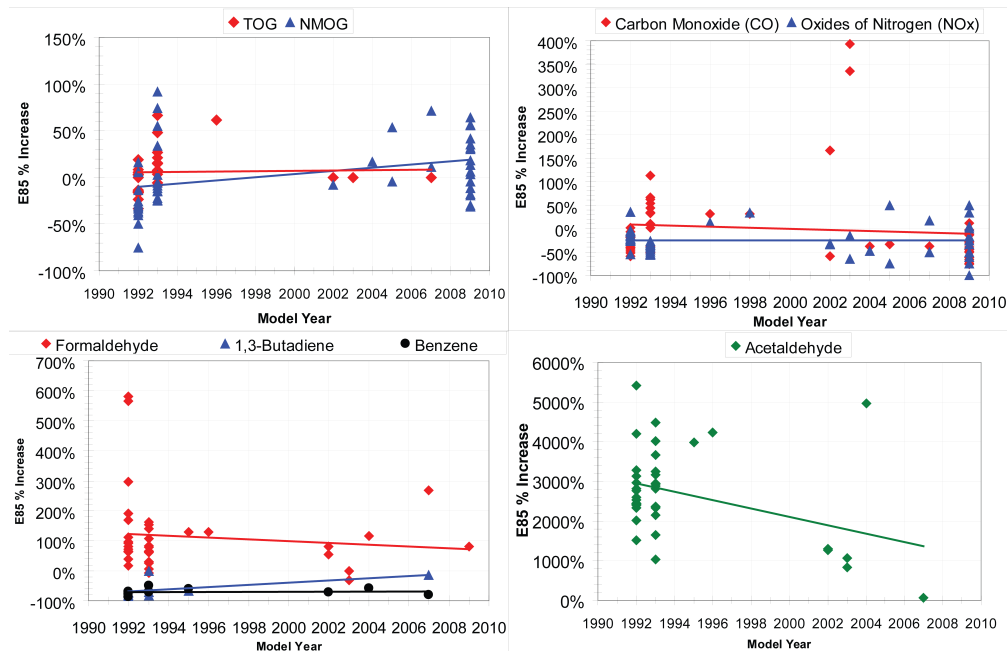 TOG NMOG
150%
100%
50%
0%
-50%
-100%
E85 % Increase
1990 1992 1994 1996 1998 2000 2002 2004 2006 2008 2010
Model Year
Carbon Monoxide (CO) Oxides of Nitrogen (NOx)
400%
350%
300%
250%
200%
150%
100%
50%
0%
-50%
-100%
E85 % Increase
1990 1992 1994 1996 1998 2000 2002 2004 2006 2008 2010
Model Year
Formaldehyde 1,3-Butadiene Benzene
700%
600%
500%
400%
300%
200%
100%
0%
-100%
E85 % Increase
1990 1992 1994 1996 1998 2000 2002 2004 2006 2008 2010
Model Year
Acetaldehyde
6000%
5000%
4000%
3000%
2000%
1000%
0%
E85 % Increase
1990 1992 1994 1996 1998 2000 2002 2004 2006 2008 2010
Model Year